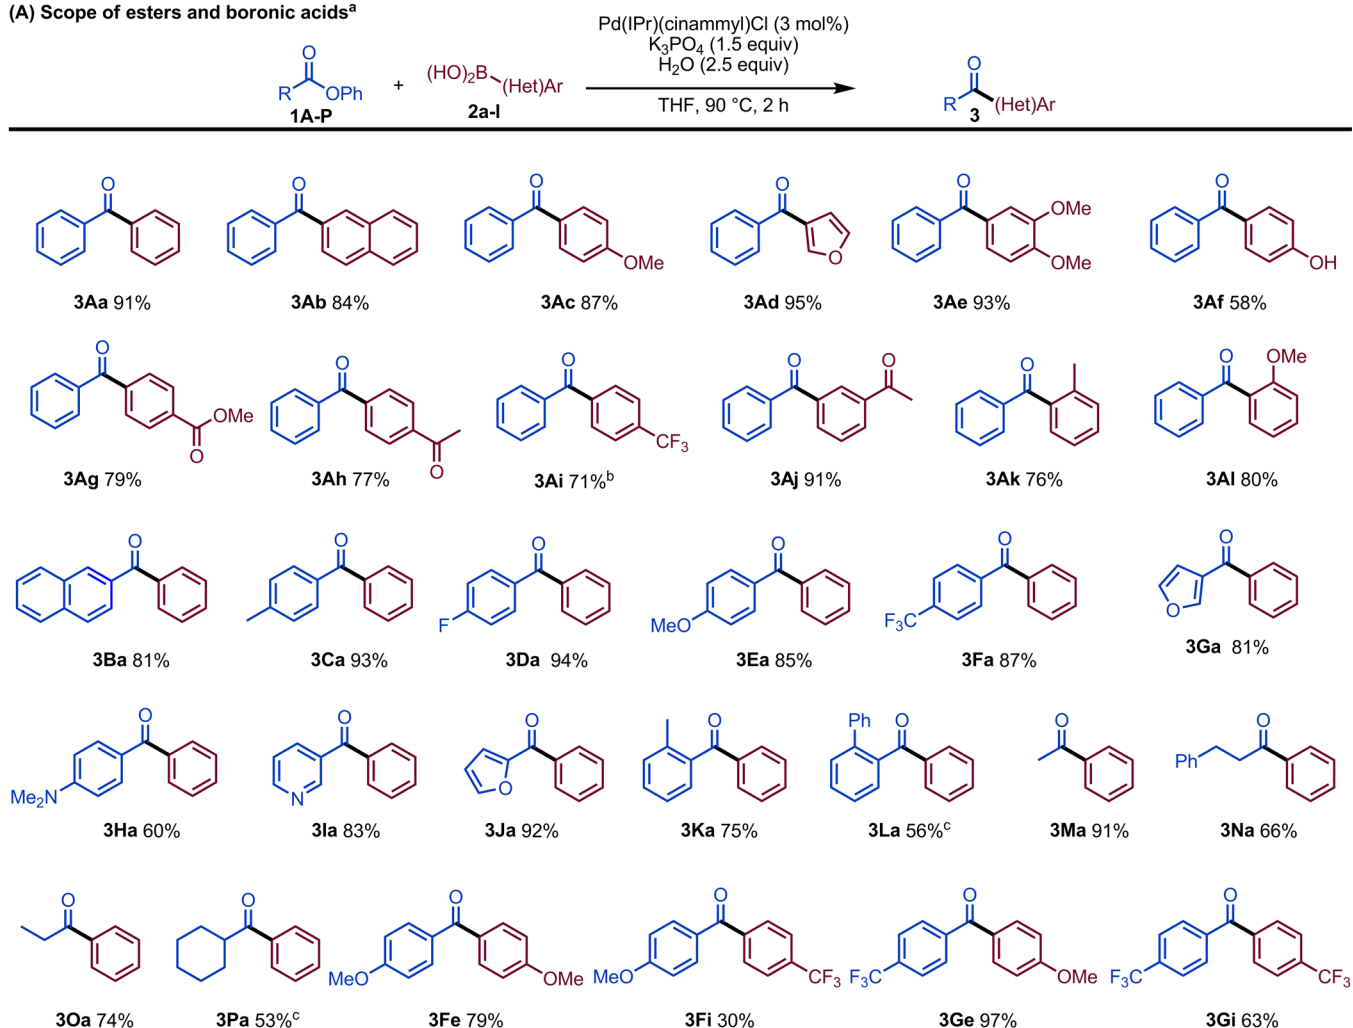 (A) Scope of esters and boronic acidsᵃ
Pd(IPr)(cinammyl)Cl (3 mol%)
K₃PO₄ (1.5 equiv)
H₂O (2.5 equiv)
THF, 90 °C, 2 h
O
R
OPh
1A-P
+
(HO)₂B
(Het)Ar
2a-l
O
R
(Het)Ar
3
O
O
O
O
O
OMe
OMe
O
OMe
O
OH
3Aa 91%
3Ab 84%
3Ac 87%
3Ad 95%
3Ae 93%
3Af 58%
O
OMe
O
O
O
O
CF₃
O
O
O
O
OMe
3Ag 79%
3Ah 77%
3Ai 71%ᵇ
3Aj 91%
3Ak 76%
3Al 80%
O
O
O
F
O
MeO
O
F₃C
O
O
3Ba 81%
3Ca 93%
3Da 94%
3Ea 85%
3Fa 87%
3Ga 81%
O
Me₂N
O
N
O
O
O
Ph
O
O
O
Ph
3Ha 60%
3Ia 83%
3Ja 92%
3Ka 75%
3La 56%ᶜ
3Ma 91%
3Na 66%
O
O
O
MeO
OMe
O
MeO
CF₃
O
F₃C
OMe
O
F₃C
CF₃
3Oa 74%
3Pa 53%ᶜ
3Fe 79%
3Fi 30%
3Ge 97%
3Gi 63%